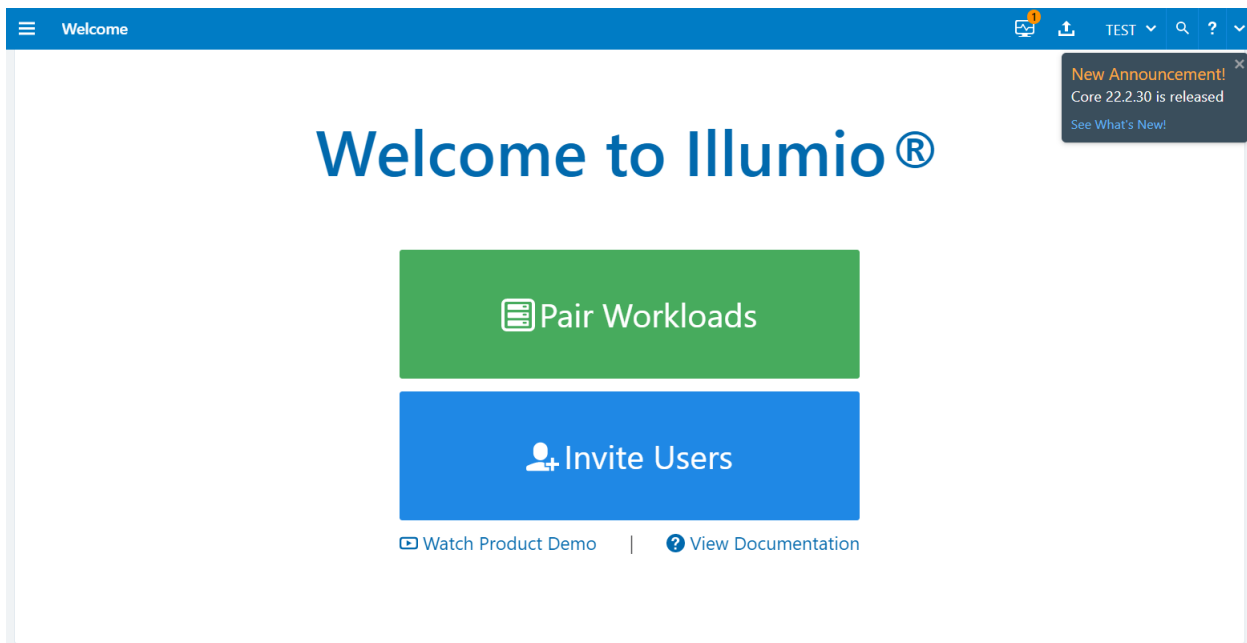 Welcome
1
TEST
?
New Announcement!
Core 22.2.30 is released
See What's New!
Welcome to Illumio®
Pair Workloads
Invite Users
Watch Product Demo | ? View Documentation